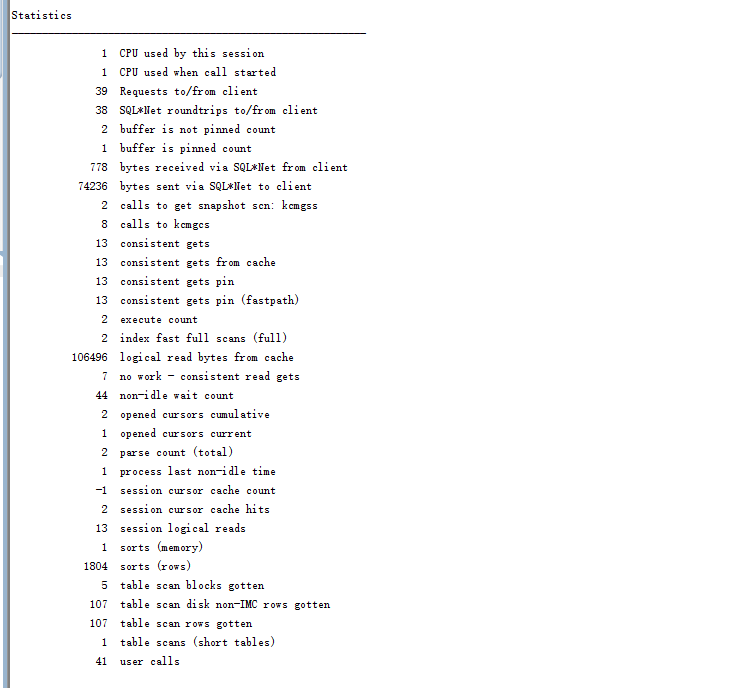 Statistics
1 CPU used by this session
1 CPU used when call started
39 Requests to/from client
38 SQL*Net roundtrips to/from client
2 buffer is not pinned count
1 buffer is pinned count
778 bytes received via SQL*Net from client
74236 bytes sent via SQL*Net to client
2 calls to get snapshot scn: kcmgss
8 calls to kcmgcs
13 consistent gets
13 consistent gets from cache
13 consistent gets pin
13 consistent gets pin (fastpath)
2 execute count
2 index fast full scans (full)
106496 logical read bytes from cache
7 no work - consistent read gets
44 non-idle wait count
2 opened cursors cumulative
1 opened cursors current
2 parse count (total)
1 process last non-idle time
-1 session cursor cache count
2 session cursor cache hits
13 session logical reads
1 sorts (memory)
1804 sorts (rows)
5 table scan blocks gotten
107 table scan disk non-IMC rows gotten
107 table scan rows gotten
1 table scans (short tables)
41 user calls